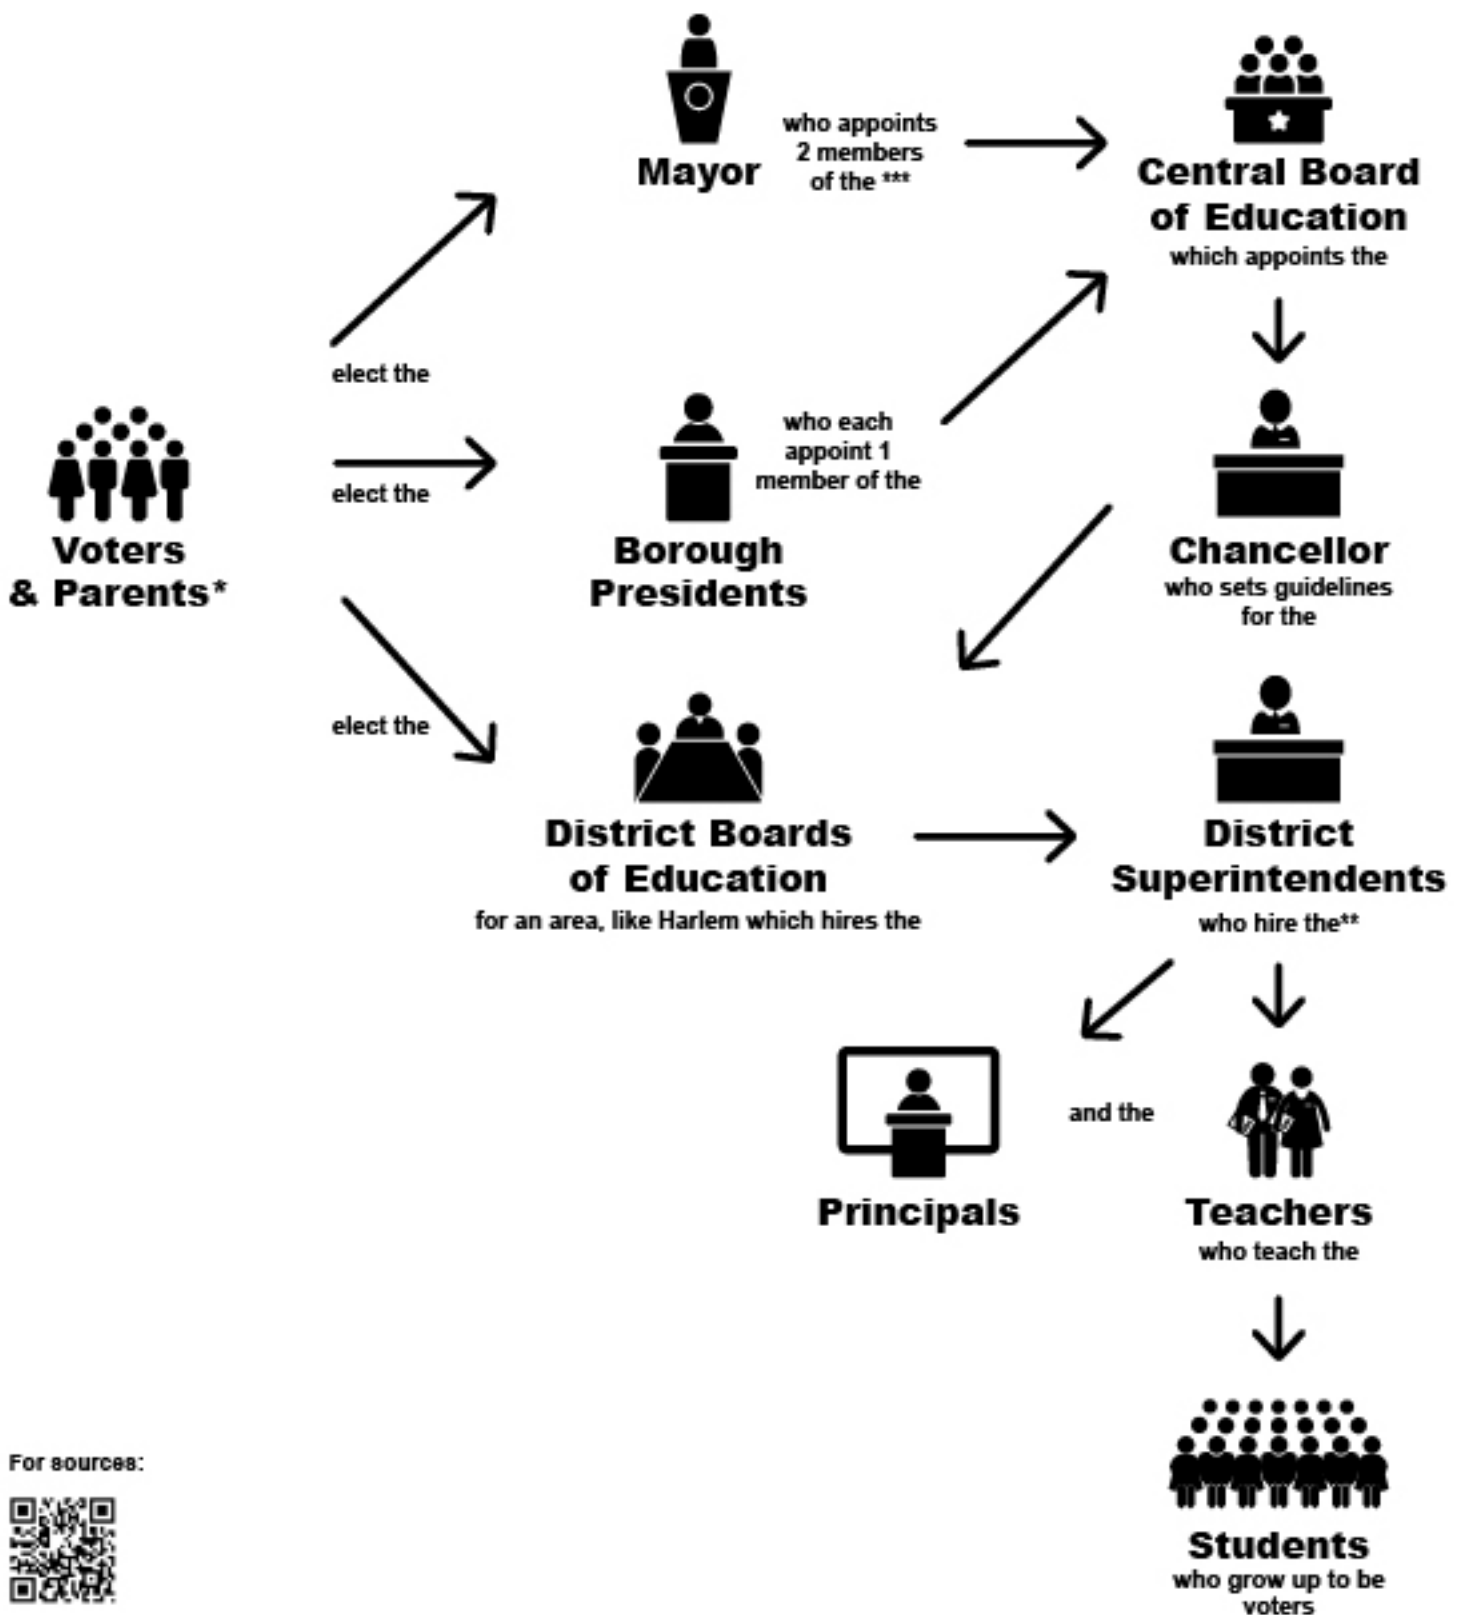 who appoints
2 members
of the ***
Mayor
Central Board
of Education
which appoints the
elect the
who each
appoint 1
member of the
elect the
Voters
& Parents*
Borough
Presidents
Chancellor
who sets guidelines
for the
elect the
District Boards
of Education
for an area, like Harlem which hires the
District
Superintendents
who hire the**
and the
Principals
Teachers
who teach the
For sources:
Students
who grow up to be
voters